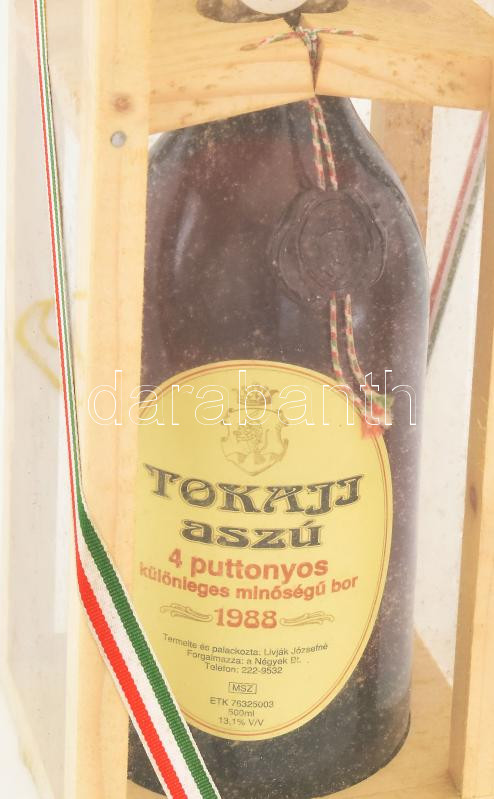 darabanth
TOKAJI
aszú
4 puttonyos
különleges minőségű bor
1988
Termelte és palackozta: Livják Józsefné
Forgalmazza: a Négyek Bt.
Telefon: 222-9532
MSZ
ETK 76325003
500ml
13,1% V/V